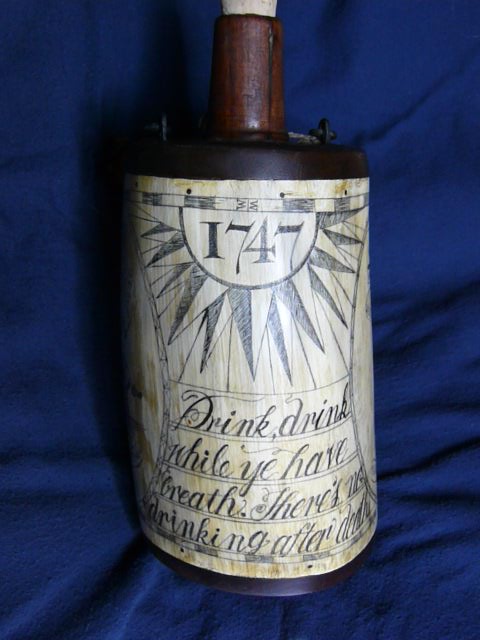 1747
Drink, drink
while ye have
breath. There's no
drinking after death